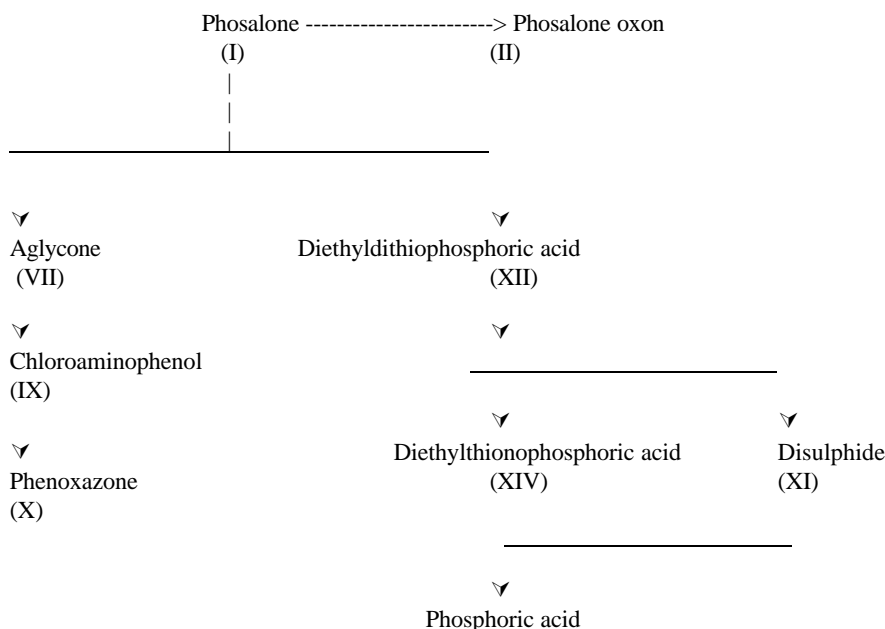 Phosalone -----------------------> Phosalone oxon
(I) (II)
Aglycone Diethyldithiophosphoric acid
(VII) (XII)
Chloroaminophenol
(IX)
Diethylthionophosphoric acid Disulphide
Phenoxazone (XIV) (XI)
(X)
Phosphoric acid